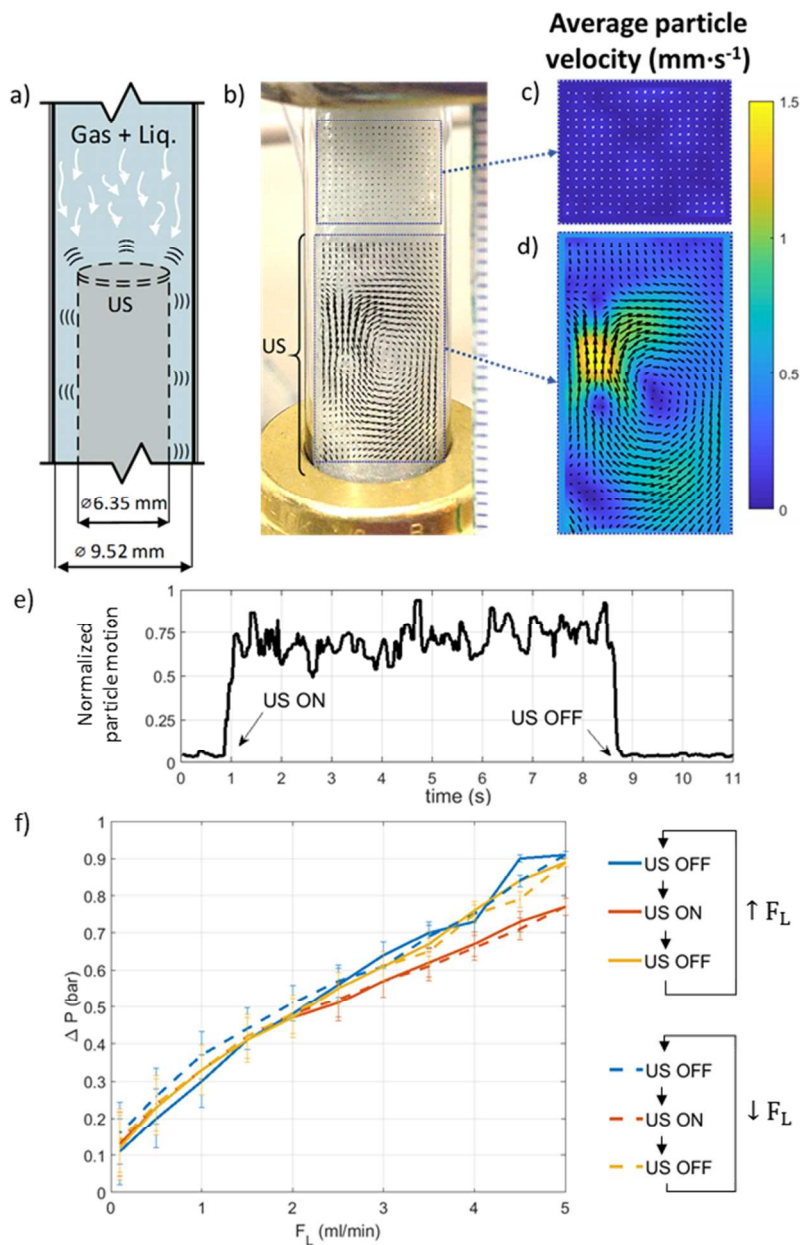 Average particle
velocity (mm·s⁻¹)
a)
Gas + Liq.
US
⌀6.35 mm
⌀ 9.52 mm
b)
US
c)
d)
1.5
1
0.5
0
e)
Normalized
particle motion
1
0.75
0.5
0.25
0
US ON
US OFF
0 1 2 3 4 5 6 7 8 9 10 11
time (s)
f)
Δ P (bar)
1
0.9
0.8
0.7
0.6
0.5
0.4
0.3
0.2
0.1
0
0 1 2 3 4 5
F_L (ml/min)
US OFF
US ON
US OFF
↑ F_L
US OFF
US ON
US OFF
↓ F_L